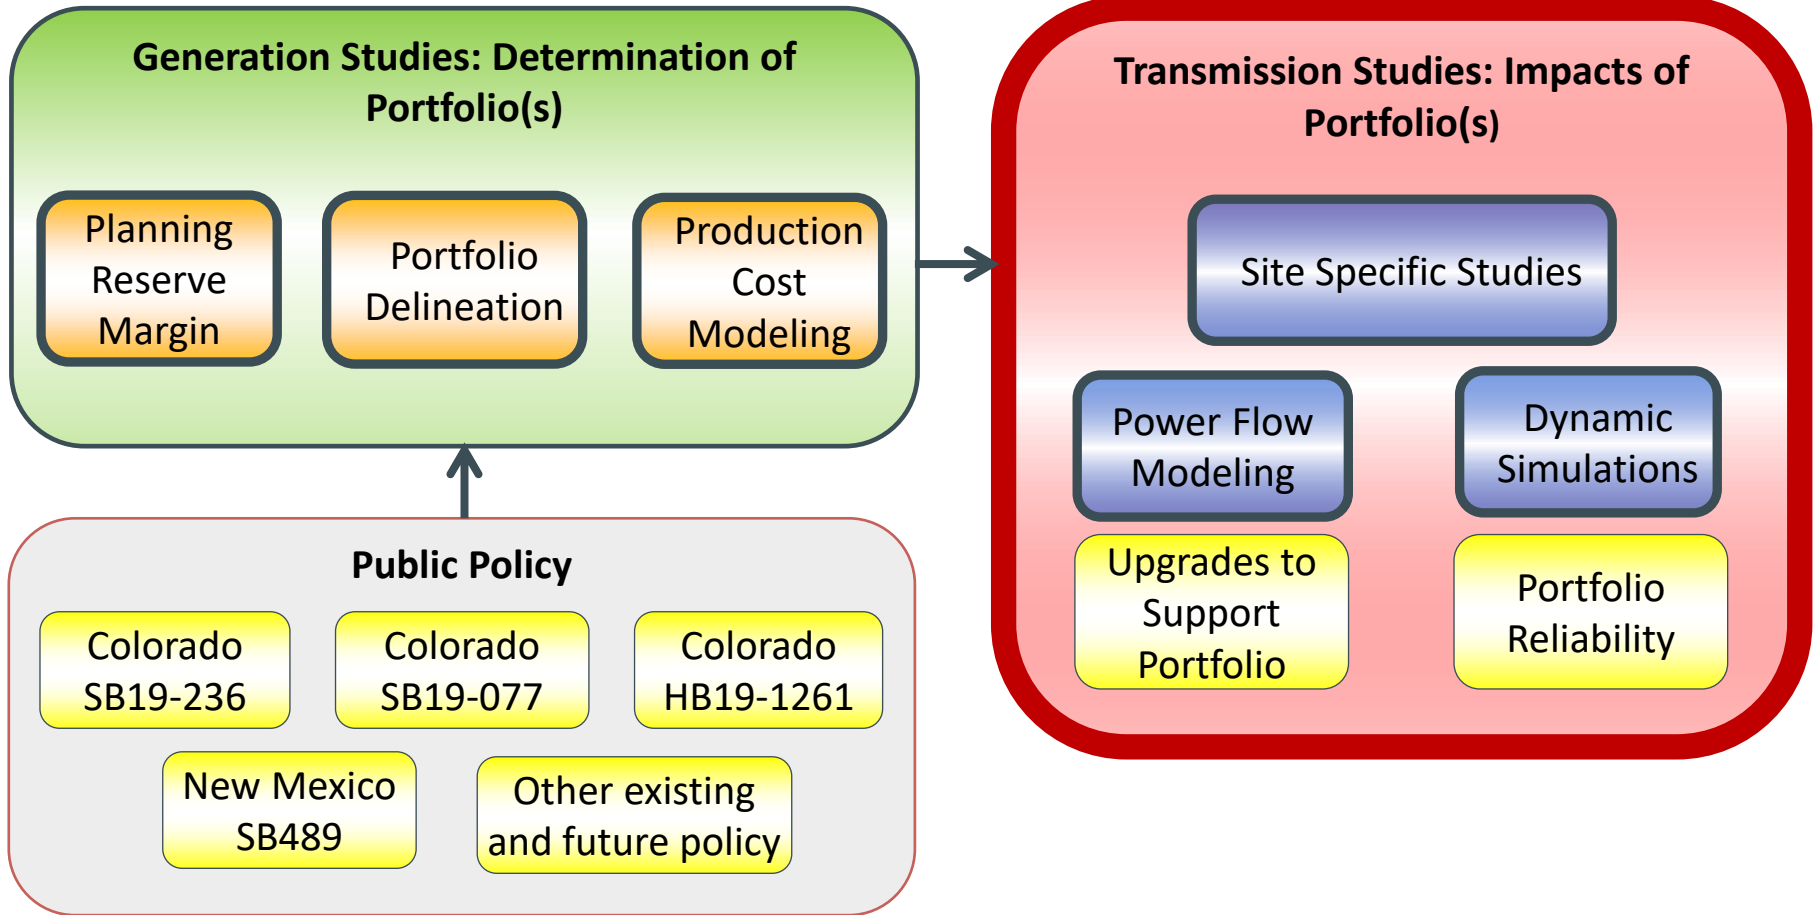 Generation Studies: Determination of
Portfolio(s)
Planning
Reserve
Margin
Portfolio
Delineation
Production
Cost
Modeling
Public Policy
Colorado
SB19-236
Colorado
SB19-077
Colorado
HB19-1261
New Mexico
SB489
Other existing
and future policy
Transmission Studies: Impacts of
Portfolio(s)
Site Specific Studies
Power Flow
Modeling
Dynamic
Simulations
Upgrades to
Support
Portfolio
Portfolio
Reliability